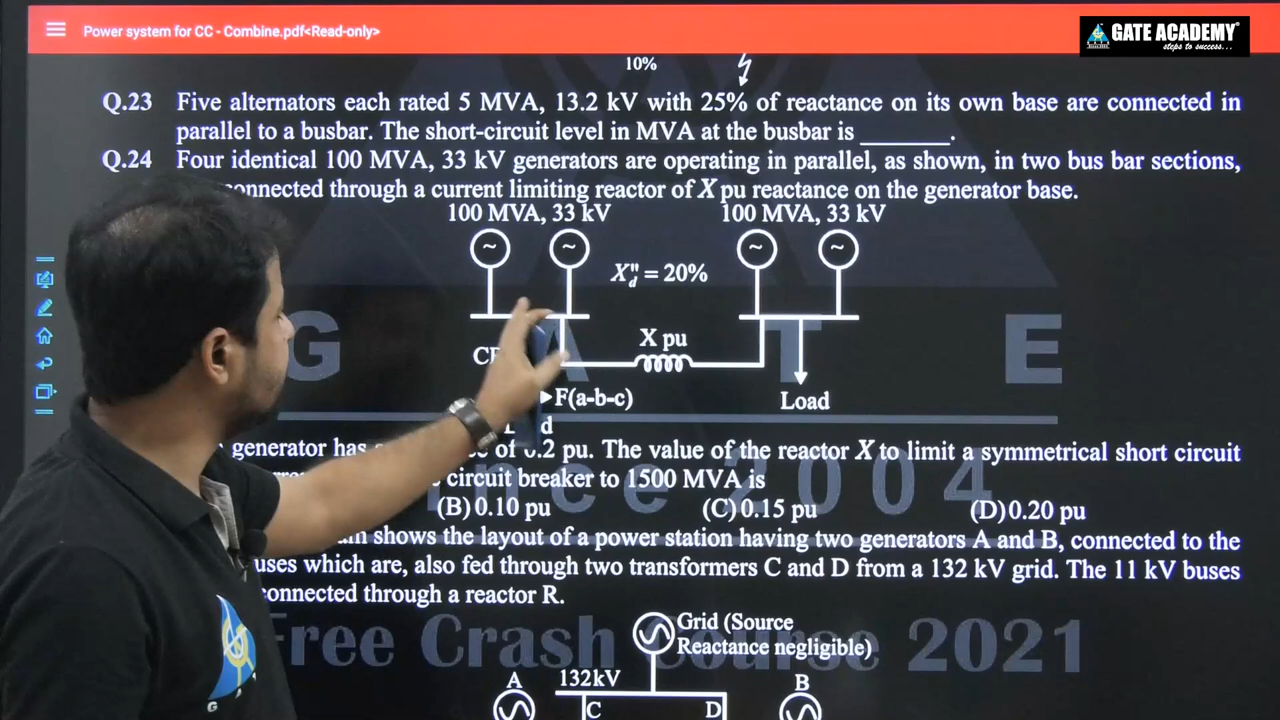 Power system for CC - Combine.pdf<Read-only>
GATE ACADEMY
steps to success...
10%
Q.23 Five alternators each rated 5 MVA, 13.2 kV with 25% of reactance on its own base are connected in
parallel to a busbar. The short-circuit level in MVA at the busbar is ________.
Q.24 Four identical 100 MVA, 33 kV generators are operating in parallel, as shown, in two bus bar sections,
connected through a current limiting reactor of X pu reactance on the generator base.
100 MVA, 33 kV 100 MVA, 33 kV
~ ~ ~ ~
X"d = 20%
G A T E
X pu
F(a-b-c)
Load
d
generator has of 0.2 pu. The value of the reactor X to limit a symmetrical short circuit
circuit breaker to 1500 MVA is
since 2004
(B) 0.10 pu (C) 0.15 pu (D) 0.20 pu
shows the layout of a power station having two generators A and B, connected to the
which are, also fed through two transformers C and D from a 132 kV grid. The 11 kV buses
connected through a reactor R.
Free Crash Course 2021
Grid (Source
Reactance negligible)
A 132kV B
C D